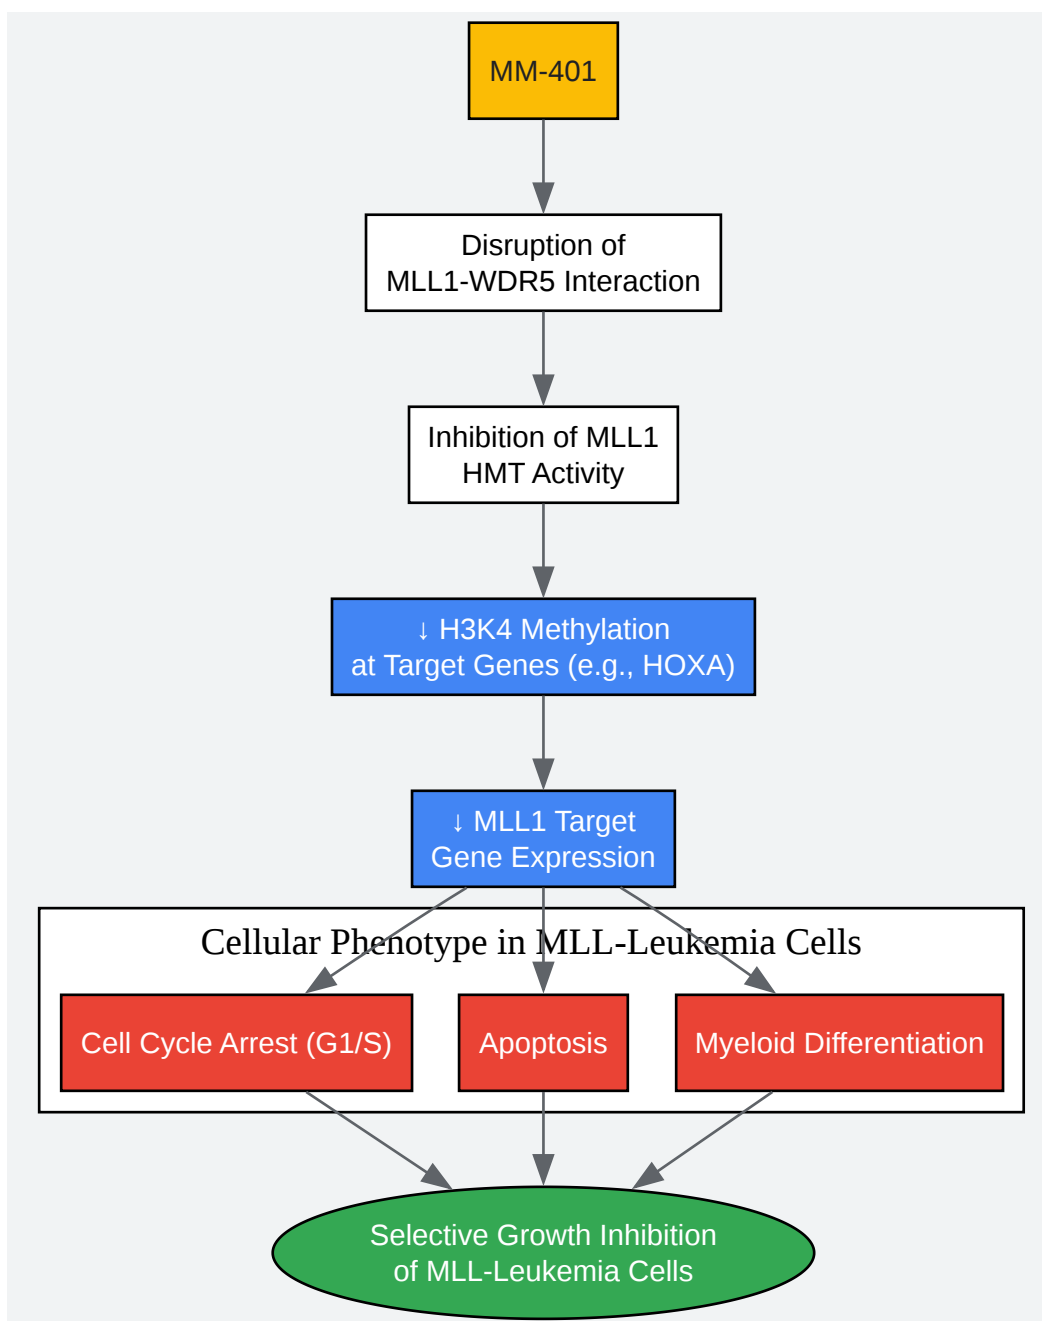 MM-401
Disruption of
MLL1-WDR5 Interaction
Inhibition of MLL1
HMT Activity
↓ H3K4 Methylation
at Target Genes (e.g., HOXA)
↓ MLL1 Target
Gene Expression
Cellular Phenotype in MLL-Leukemia Cells
Cell Cycle Arrest (G1/S)
Apoptosis
Myeloid Differentiation
Selective Growth Inhibition
of MLL-Leukemia Cells